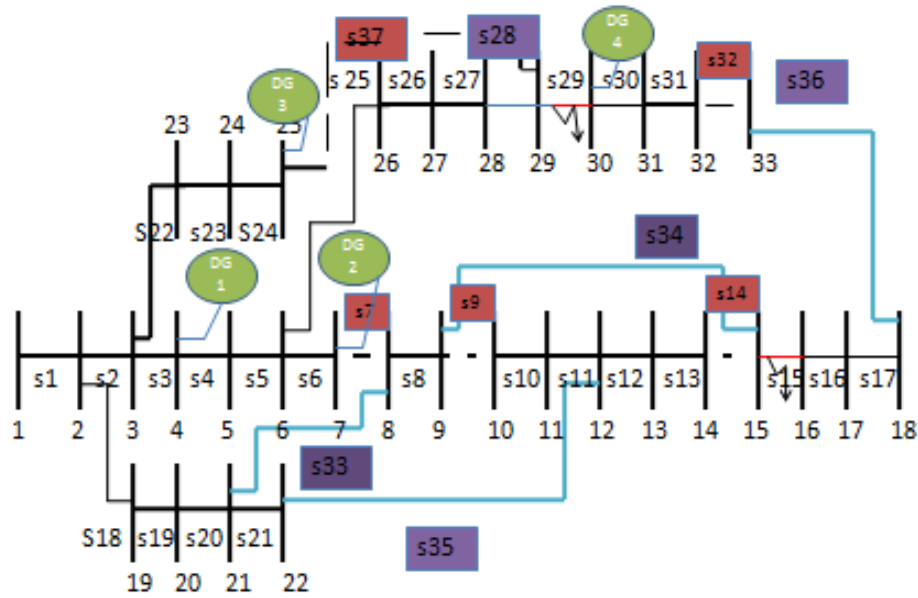 s37
s28
DG
4
DG
3
s 25
s26
s27
s29
s30
s31
s32
s36
23
24
25
26
27
28
29
30
31
32
33
S22
s23
S24
DG
1
DG
2
s34
s7
s9
s14
s1
s2
s3
s4
s5
s6
s8
s10
s11
s12
s13
s15
s16
s17
1
2
3
4
5
6
7
8
9
10
11
12
13
14
15
16
17
18
s33
S18
s19
s20
s21
s35
19
20
21
22